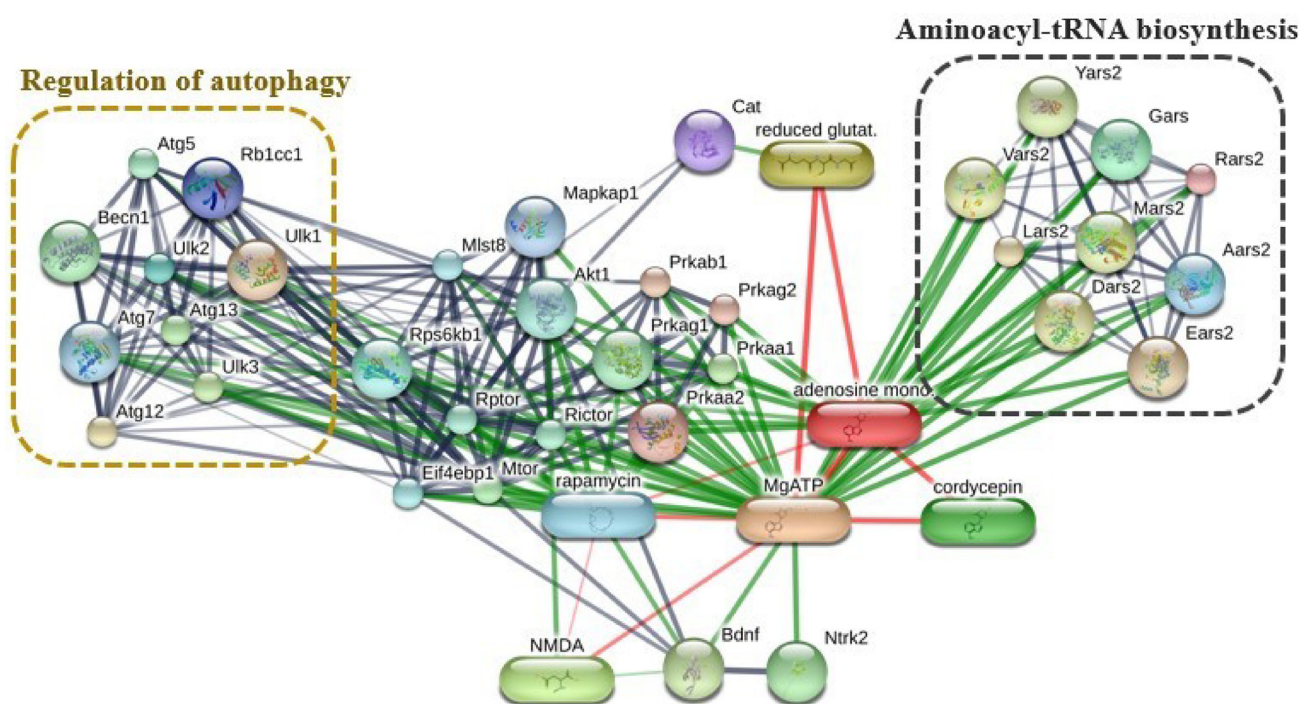 Aminoacyl-tRNA biosynthesis
Regulation of autophagy
Yars2
Cat
Gars
reduced glutat.
Atg5
Rb1cc1
Vars2
Rars2
Mapkap1
Becn1
Mars2
Ulk2
Ulk1
Mlst8
Lars2
Aars2
Akt1
Prkab1
Prkag2
Dars2
Atg7
Atg13
Rps6kb1
Prkag1
Ears2
Prkaa1
Ulk3
adenosine mono.
Rptor
Rictor
Prkaa2
Atg12
Eif4ebp1
Mtor
rapamycin
MgATP
cordycepin
NMDA
Bdnf
Ntrk2